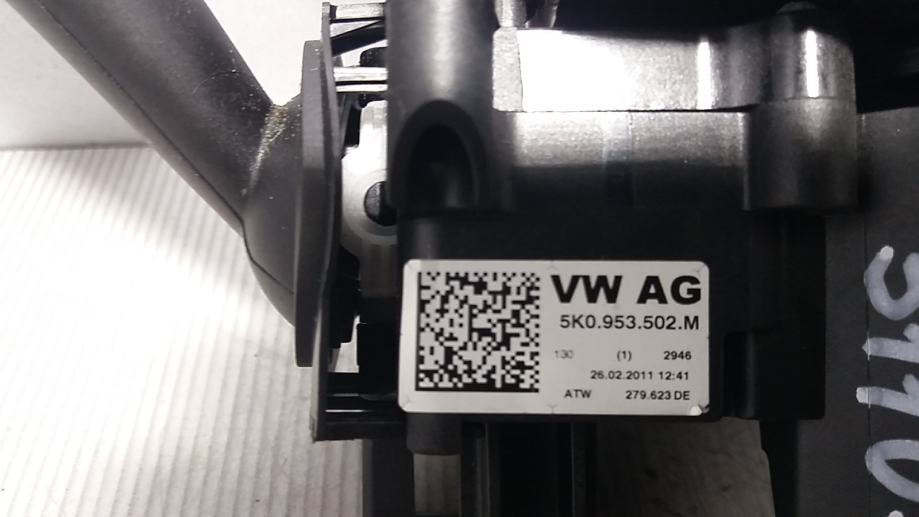 VW AG
5K0.953.502.M
130 (1) 2946
26.02.2011 12:41
ATW 279.623 DE